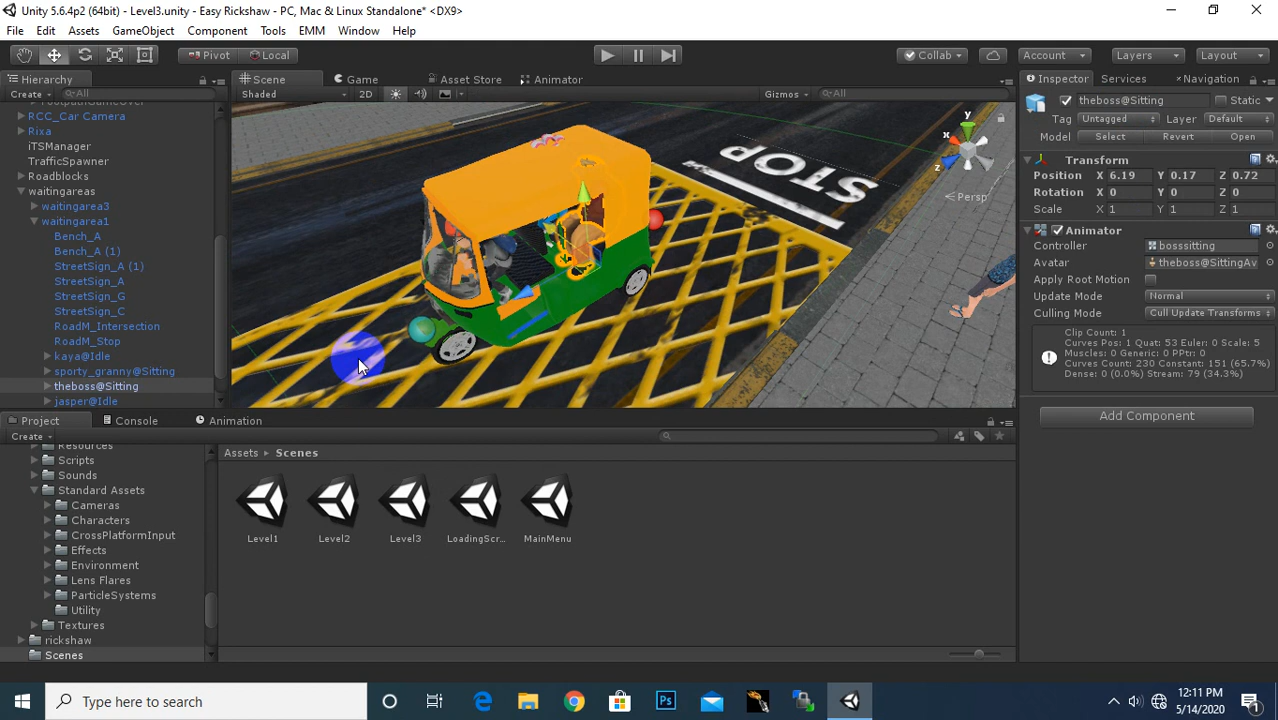 Unity 5.6.4p2 (64bit) - Level3.unity - Easy Rickshaw - PC, Mac & Linux Standalone* <DX9>
File Edit Assets GameObject Component Tools EMM Window Help
Pivot Local Collab Account Layers Layout
Hierarchy Scene Game Asset Store Animator Inspector Services Navigation
Create All Shaded 2D Gizmos All theboss@Sitting Static
Tag Untagged Layer Default
Model Select Revert Open
RCC_Car Camera
Rixa
iTSManager
TrafficSpawner
Roadblocks
waitingareas
waitingarea3
waitingarea1
Bench_A
Bench_A (1)
StreetSign_A (1)
StreetSign_A
StreetSign_G
StreetSign_C
RoadM_Intersection
RoadM_Stop
kaya@Idle
sporty_granny@Sitting
theboss@Sitting
jasper@Idle
STOP
y
x
z
Persp
Transform
Position X 6.19 Y 0.17 Z 0.72
Rotation X 0 Y 0 Z 0
Scale X 1 Y 1 Z 1
Animator
Controller bosssitting
Avatar theboss@SittingAv
Apply Root Motion
Update Mode Normal
Culling Mode Cull Update Transforms
Clip Count: 1
Curves Pos: 1 Quat: 53 Euler: 0 Scale: 5
Muscles: 0 Generic: 0 PPtr: 0
Curves Count: 230 Constant: 151 (65.7%)
Dense: 0 (0.0%) Stream: 79 (34.3%)
Add Component
Project Console Animation
Create
Resources
Scripts
Sounds
Standard Assets
Cameras
Characters
CrossPlatformInput
Effects
Environment
Lens Flares
ParticleSystems
Utility
Textures
rickshaw
Scenes
Assets Scenes
Level1 Level2 Level3 LoadingScr... MainMenu
Type here to search
Ps
12:11 PM
5/14/2020
1